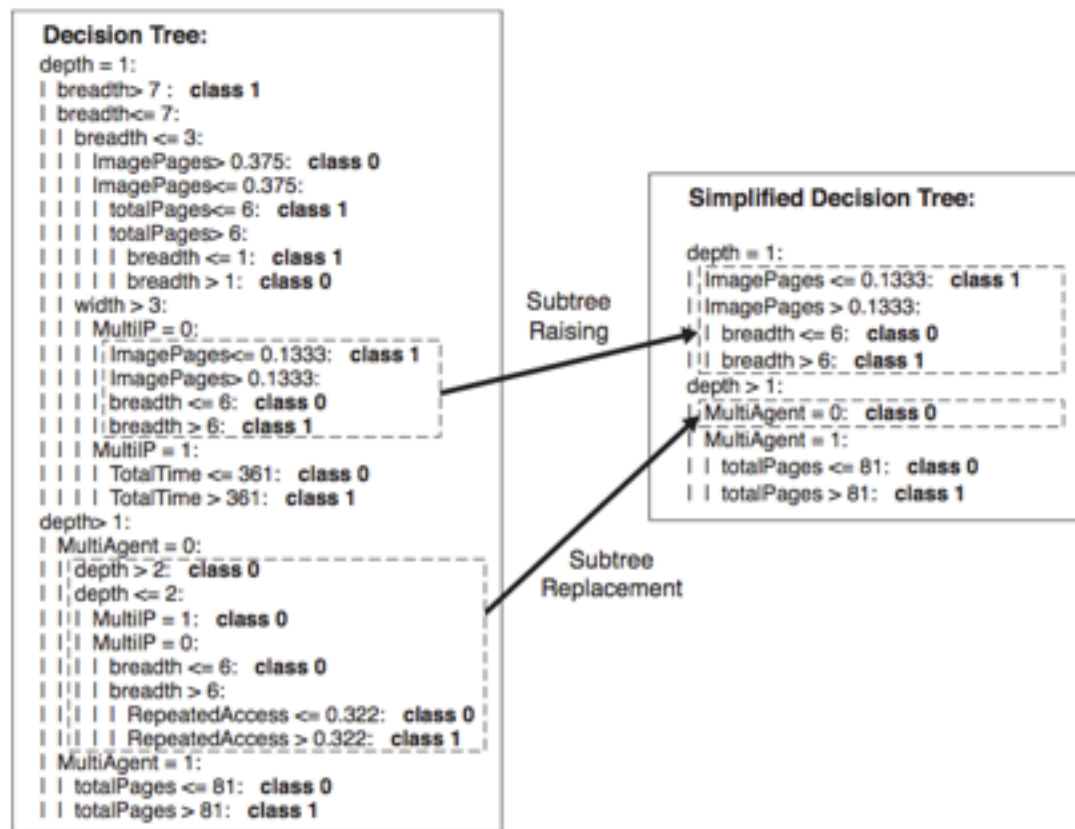 Decision Tree:
depth = 1:
| breadth> 7 : class 1
| breadth<= 7:
| | breadth <= 3:
| | | ImagePages> 0.375: class 0
| | | ImagePages<= 0.375:
| | | | totalPages<= 6: class 1
| | | | totalPages> 6:
| | | | | breadth <= 1: class 1
| | | | | breadth > 1: class 0
| | width > 3:
| | | MultiIP = 0:
| | | | ImagePages<= 0.1333: class 1
| | | | ImagePages> 0.1333:
| | | | breadth <= 6: class 0
| | | | breadth > 6: class 1
| | | MultiIP = 1:
| | | | TotalTime <= 361: class 0
| | | | TotalTime > 361: class 1
depth> 1:
| MultiAgent = 0:
| | depth > 2: class 0
| | depth <= 2:
| | | MultiIP = 1: class 0
| | | MultiIP = 0:
| | | | breadth <= 6: class 0
| | | | breadth > 6:
| | | | | RepeatedAccess <= 0.322: class 0
| | | | | RepeatedAccess > 0.322: class 1
| MultiAgent = 1:
| | totalPages <= 81: class 0
| | totalPages > 81: class 1
Subtree
Raising
Subtree
Replacement
Simplified Decision Tree:
depth = 1:
| ImagePages <= 0.1333: class 1
| ImagePages > 0.1333:
| | breadth <= 6: class 0
| | breadth > 6: class 1
depth > 1:
| MultiAgent = 0: class 0
| MultiAgent = 1:
| | totalPages <= 81: class 0
| | totalPages > 81: class 1